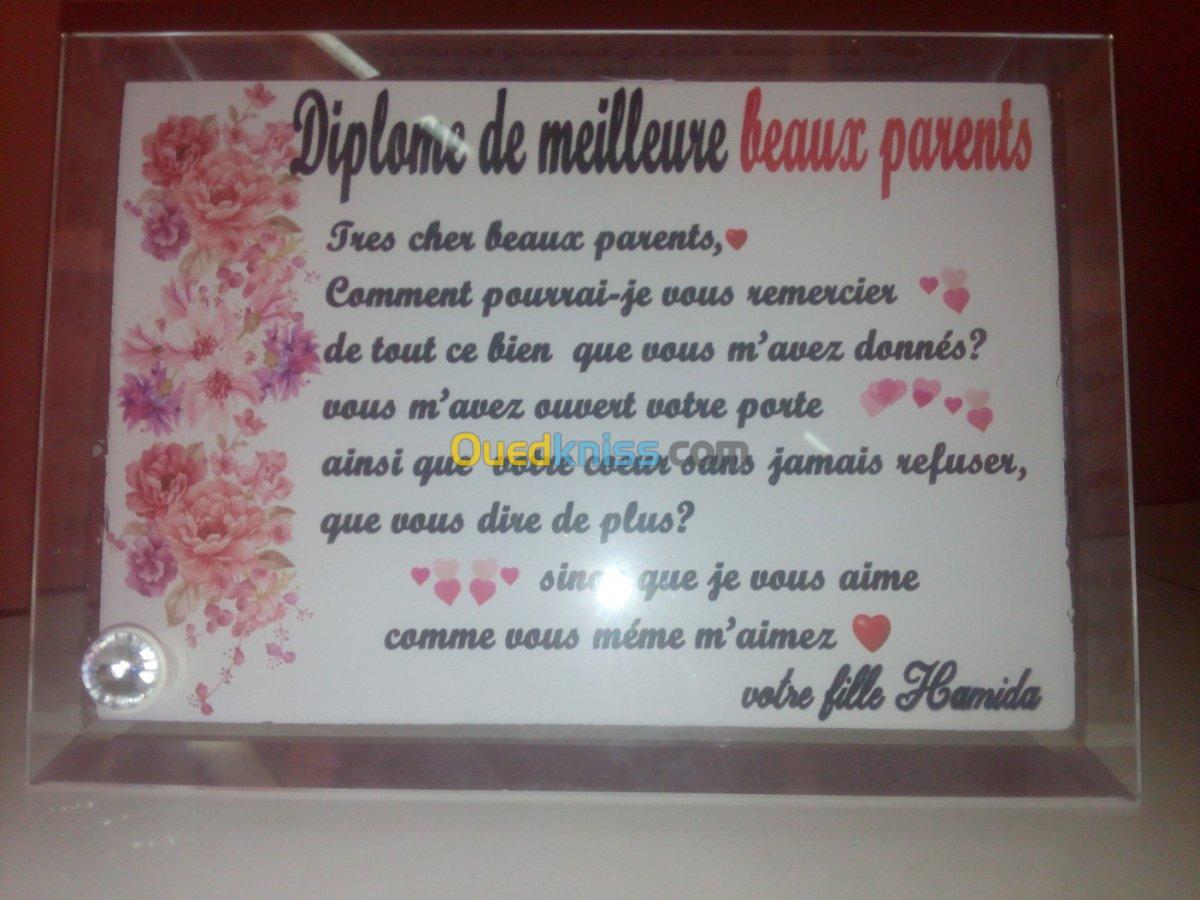 Diplome de meilleure beaux parents
Tres cher beaux parents,
Comment pourrai-je vous remercier
de tout ce bien que vous m'avez donnés?
vous m'avez ouvert votre porte
ainsi que votre coeur sans jamais refuser,
Ouedkniss.com
que vous dire de plus?
sinon que je vous aime
comme vous méme m'aimez
votre fille Hamida